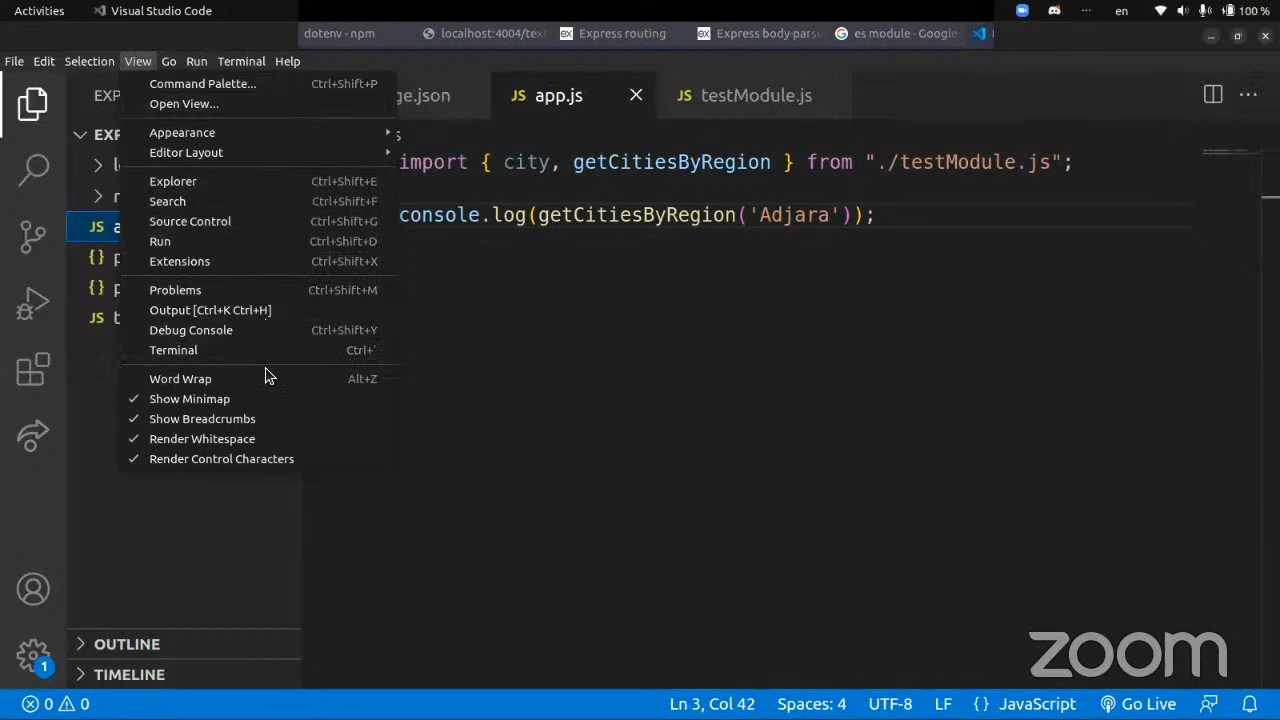 Activities Visual Studio Code en 100 %
dotenv - npm localhost:4004/tex Express routing Express body-parse es module - Google
File Edit Selection View Go Run Terminal Help
EXP ge.json app.js testModule.js
Command Palette... Ctrl+Shift+P
Open View...
Appearance
Editor Layout
Explorer Ctrl+Shift+E
Search Ctrl+Shift+F
Source Control Ctrl+Shift+G
Run Ctrl+Shift+D
Extensions Ctrl+Shift+X
Problems Ctrl+Shift+M
Output [Ctrl+K Ctrl+H]
Debug Console Ctrl+Shift+Y
Terminal Ctrl+`
Word Wrap Alt+Z
Show Minimap
Show Breadcrumbs
Render Whitespace
Render Control Characters
EXP
JS
{} p
{} p
JS
import { city, getCitiesByRegion } from "./testModule.js";
console.log(getCitiesByRegion('Adjara'));
1
OUTLINE
TIMELINE
zoom
0 0 Ln 3, Col 42 Spaces: 4 UTF-8 LF {} JavaScript Go Live